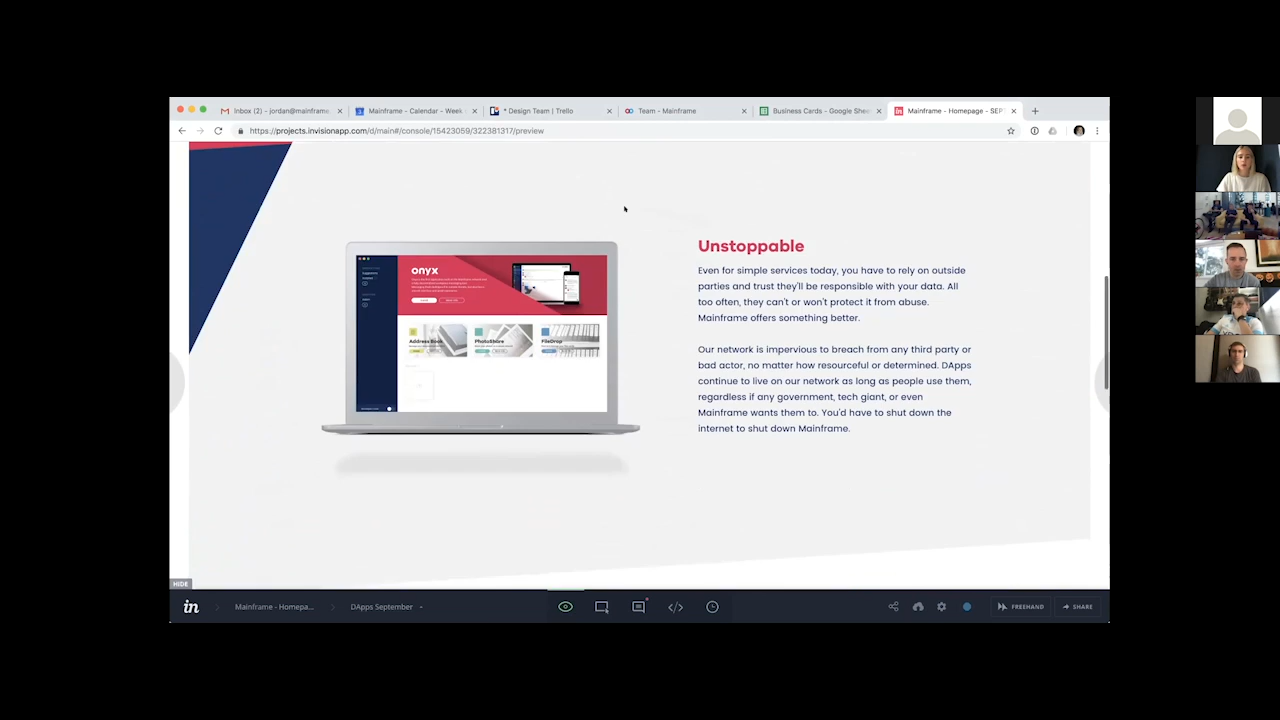 Inbox (2) - jordan@mainframe.
Mainframe - Calendar - Week
* Design Team | Trello
Team - Mainframe
Business Cards - Google Shee
Mainframe - Homepage - SEPT
https://projects.invisionapp.com/d/main#/console/15423059/322381317/preview
onyx
Address Book
PhotoShare
FileDrop
Unstoppable
Even for simple services today, you have to rely on outside
parties and trust they'll be responsible with your data. All
too often, they can't or won't protect it from abuse.
Mainframe offers something better.
Our network is impervious to breach from any third party or
bad actor, no matter how resourceful or determined. DApps
continue to live on our network as long as people use them,
regardless if any government, tech giant, or even
Mainframe wants them to. You'd have to shut down the
internet to shut down Mainframe.
HIDE
in
Mainframe - Homepa...
DApps September
FREEHAND
SHARE